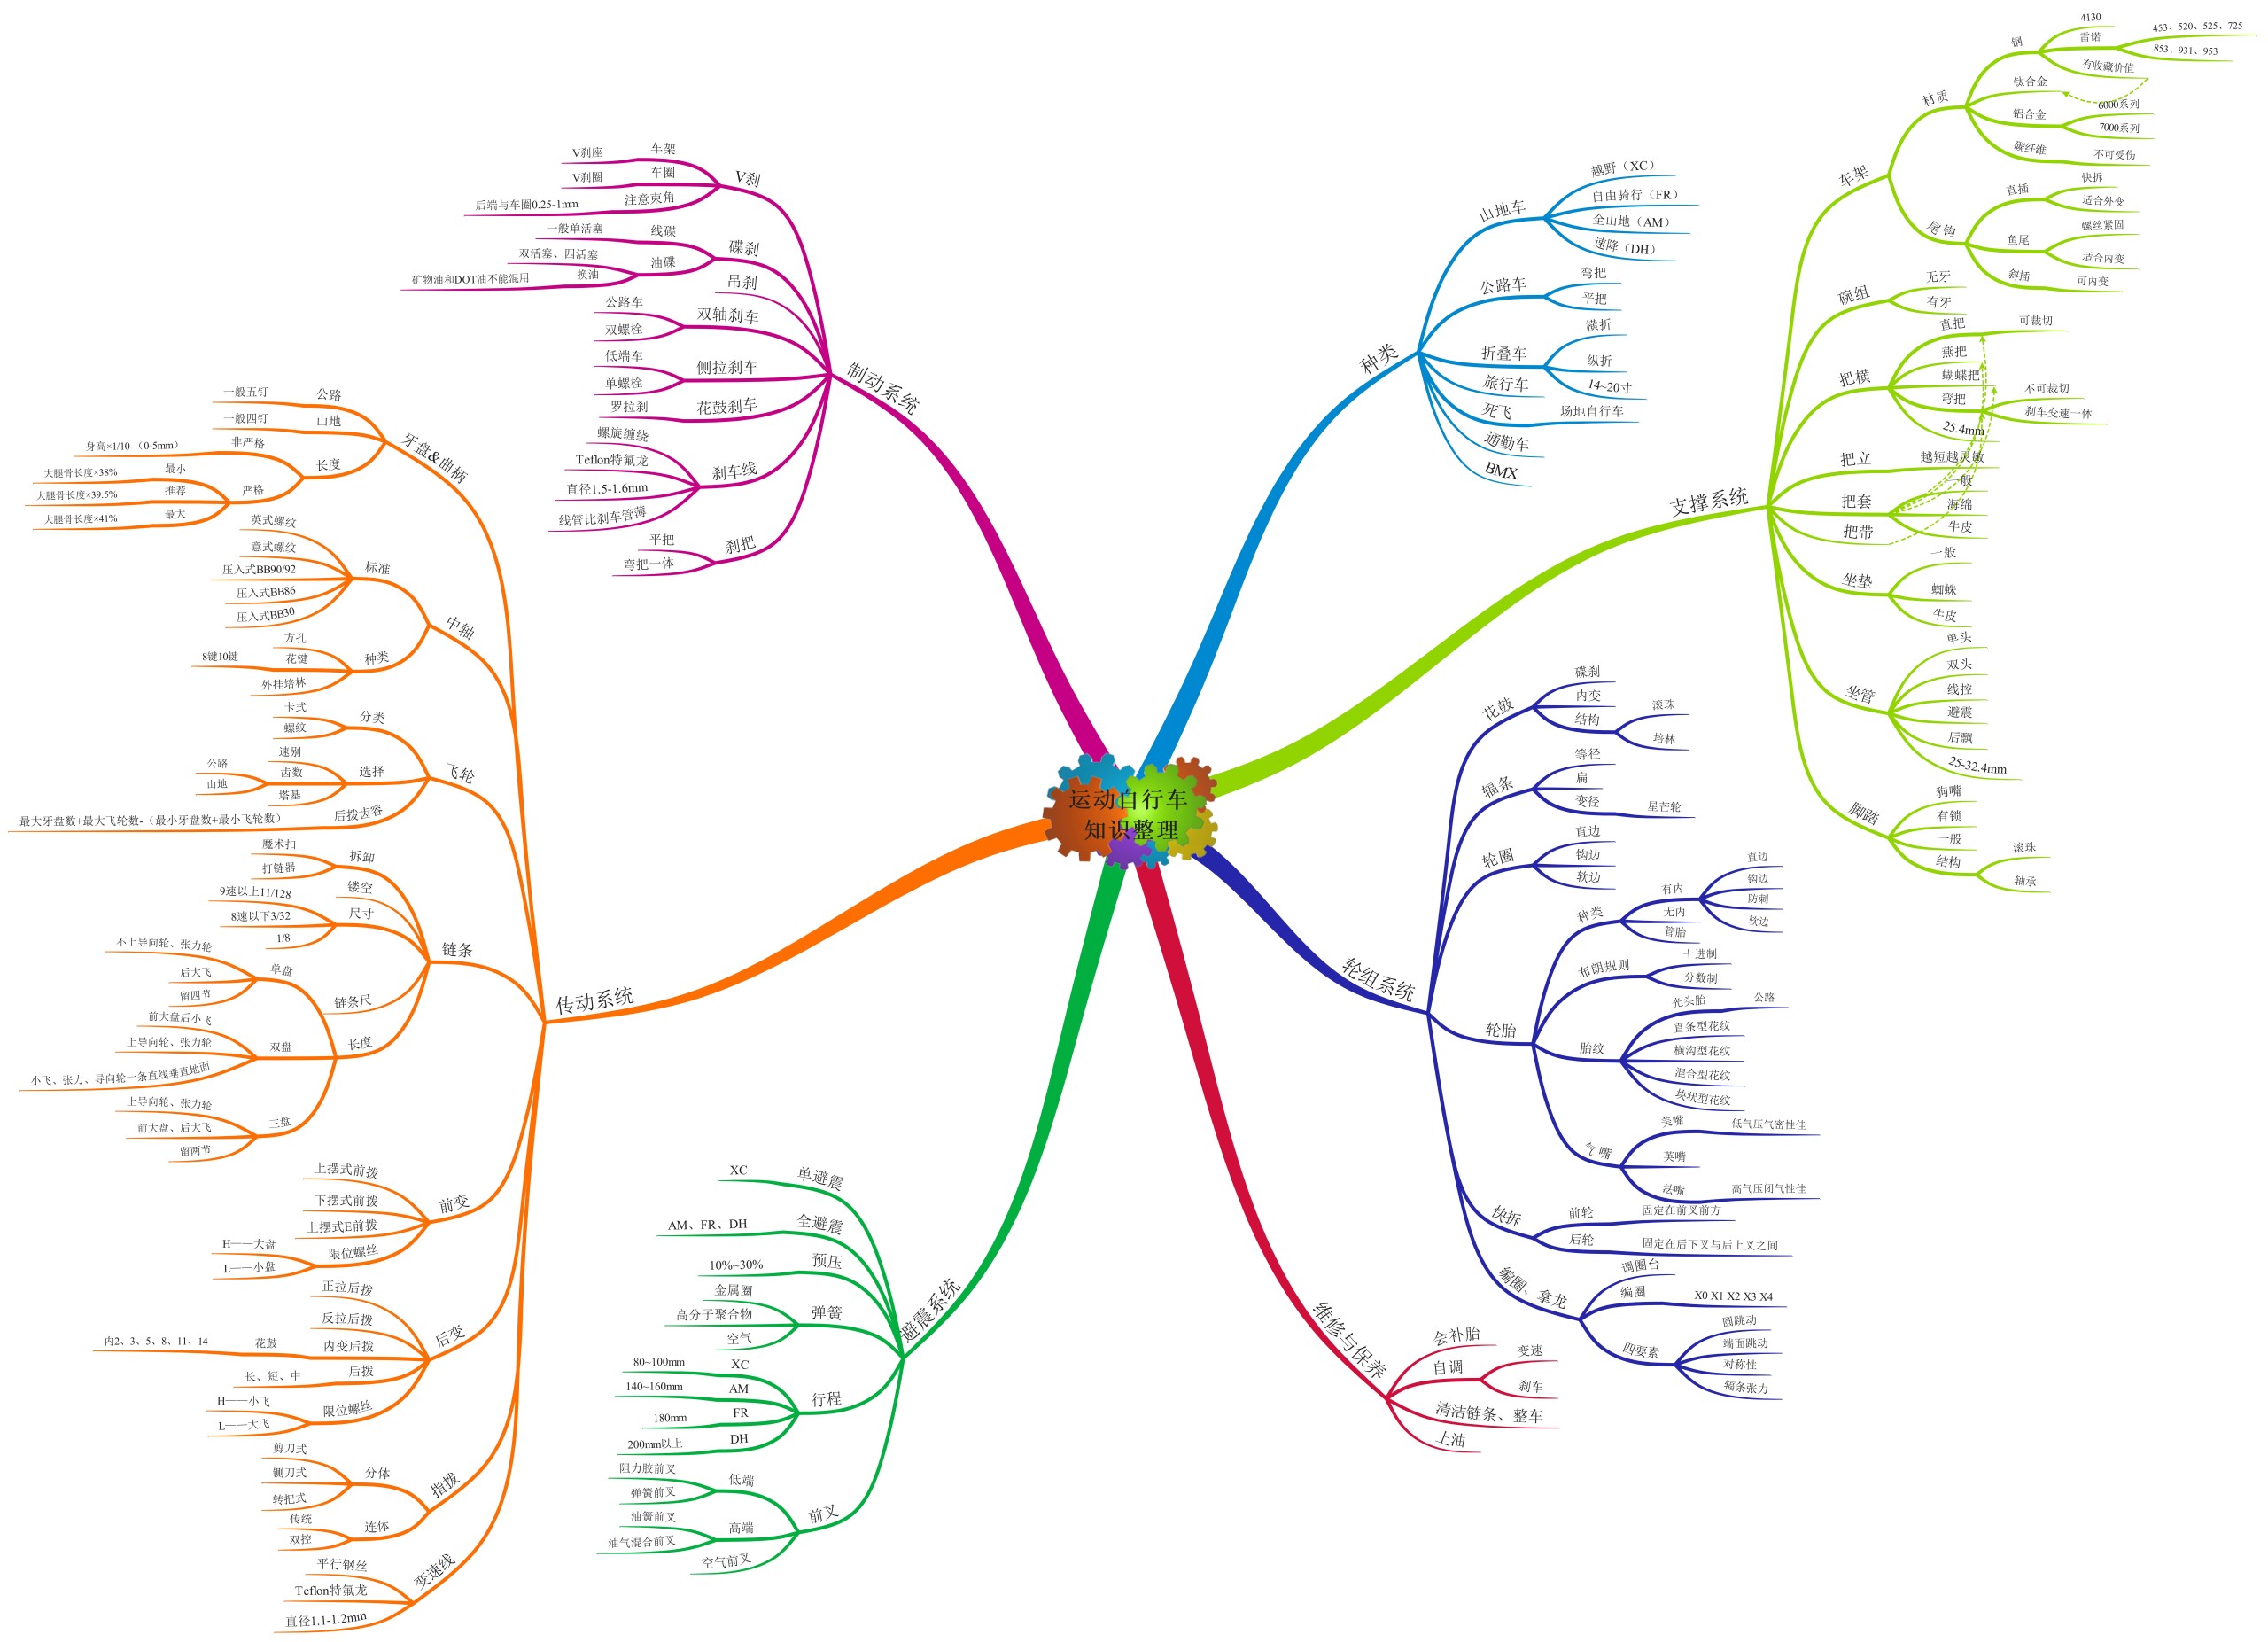 运动自行车
知识整理
种类
山地车
越野（XC）
自由骑行（FR）
全山地（AM）
速降（DH）
公路车
弯把
平把
折叠车
横折
纵折
14~20寸
旅行车
死飞
场地自行车
通勤车
BMX
支撑系统
车架
材质
钢
4130
雷诺
453、520、525、725
853、931、953
有收藏价值
钛合金
铝合金
6000系列
7000系列
碳纤维
不可受伤
尾钩
直插
快拆
适合外变
鱼尾
螺丝紧固
适合内变
斜插
可内变
碗组
无牙
有牙
把横
直把
可裁切
燕把
蝴蝶把
弯把
不可裁切
刹车变速一体
25.4mm
把立
越短越灵敏
把套
一般
海绵
牛皮
把带
坐垫
一般
蜘蛛
牛皮
坐管
单头
双头
线控
避震
后飘
25-32.4mm
脚踏
狗嘴
有锁
一般
结构
滚珠
轴承
轮组系统
花鼓
碟刹
内变
结构
滚珠
培林
辐条
等径
扁
变径
星芒轮
轮圈
直边
钩边
软边
轮胎
种类
有内
直边
钩边
防刺
软边
无内
管胎
布朗规则
十进制
分数制
胎纹
光头胎
公路
直条型花纹
横沟型花纹
混合型花纹
块状型花纹
气嘴
美嘴
低气压气密性佳
英嘴
法嘴
高气压闭气性佳
快拆
前轮
固定在前叉前方
后轮
固定在后下叉与后上叉之间
编圈、拿龙
调圈台
编圈
X0 X1 X2 X3 X4
四要素
圆跳动
端面跳动
对称性
辐条张力
维修与保养
会补胎
自调
变速
刹车
清洁链条、整车
上油
制动系统
V刹
车架
V刹座
车圈
V刹圈
注意束角
后端与车圈0.25-1mm
碟刹
线碟
一般单活塞
油碟
双活塞、四活塞
换油
矿物油和DOT油不能混用
吊刹
双轴刹车
公路车
双螺栓
侧拉刹车
低端车
单螺栓
花鼓刹车
罗拉刹
刹车线
螺旋缠绕
Teflon特氟龙
直径1.5-1.6mm
线管比刹车管薄
刹把
平把
弯把一体
传动系统
牙盘&曲柄
公路
一般五钉
山地
一般四钉
长度
非严格
身高×1/10-（0-5mm）
严格
最小
大腿骨长度×38%
推荐
大腿骨长度×39.5%
最大
大腿骨长度×41%
中轴
标准
英式螺纹
意式螺纹
压入式BB90/92
压入式BB86
压入式BB30
种类
方孔
花键
8键10键
外挂培林
飞轮
分类
卡式
螺纹
选择
速别
齿数
公路
山地
塔基
后拨齿容
最大牙盘数+最大飞轮数-（最小牙盘数+最小飞轮数）
链条
拆卸
魔术扣
打链器
镂空
尺寸
9速以上11/128
8速以下3/32
1/8
链条尺
长度
单盘
不上导向轮、张力轮
后大飞
留四节
双盘
前大盘后小飞
上导向轮、张力轮
小飞、张力、导向轮一条直线垂直地面
三盘
上导向轮、张力轮
前大盘、后大飞
留两节
前变
上摆式前拨
下摆式前拨
上摆式E前拨
限位螺丝
H——大盘
L——小盘
后变
正拉后拨
反拉后拨
内变后拨
花鼓
内2、3、5、8、11、14
后拨
长、短、中
限位螺丝
H——小飞
L——大飞
指拨
分体
剪刀式
铡刀式
转把式
连体
传统
双控
变速线
平行钢丝
Teflon特氟龙
直径1.1-1.2mm
避震系统
单避震
XC
全避震
AM、FR、DH
预压
10%~30%
弹簧
金属圈
高分子聚合物
空气
行程
XC
80~100mm
AM
140~160mm
FR
180mm
DH
200mm以上
前叉
低端
阻力胶前叉
弹簧前叉
高端
油簧前叉
油气混合前叉
空气前叉